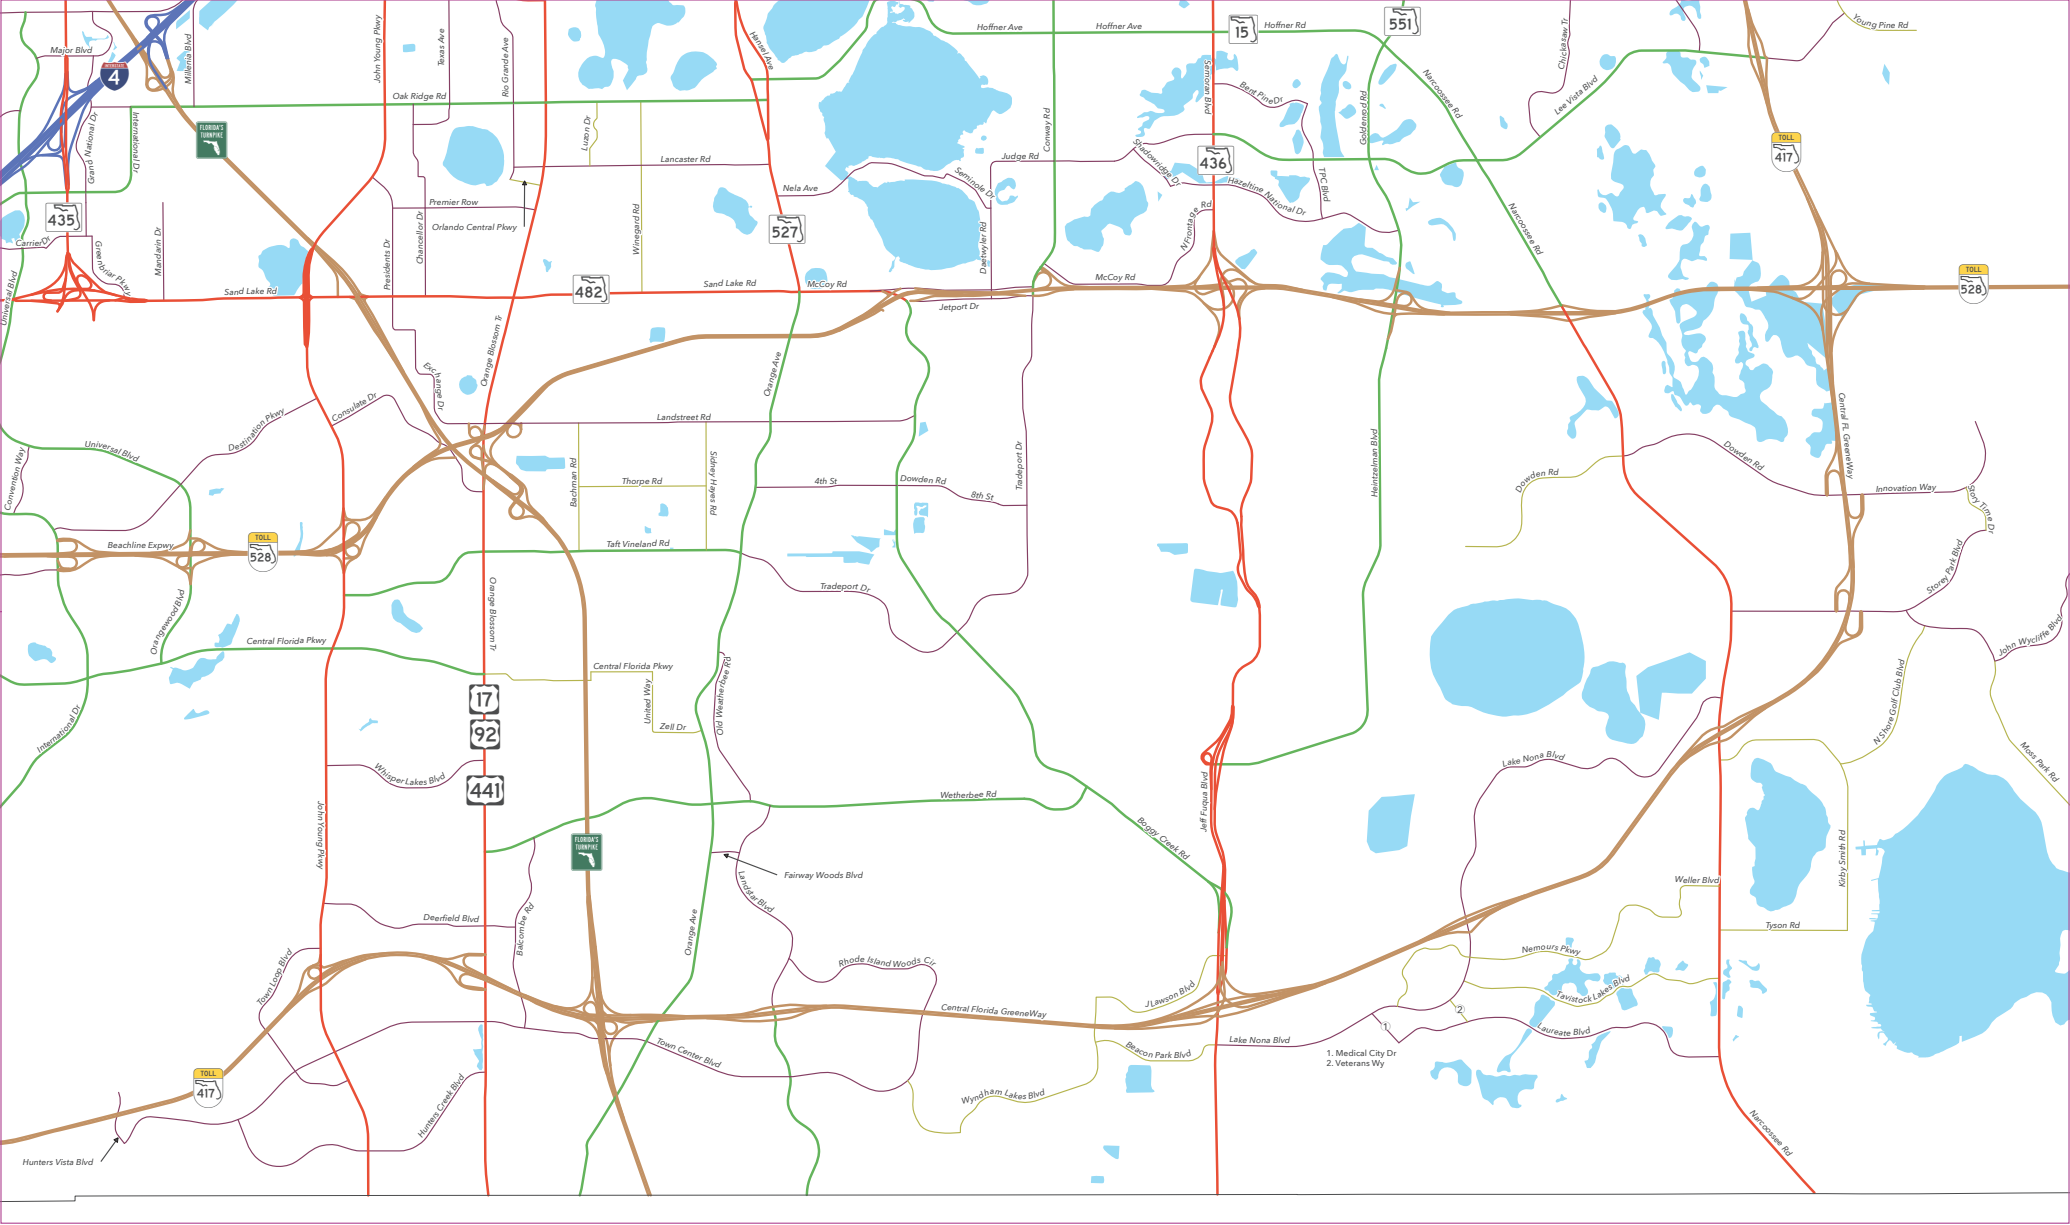 Major Blvd
INTERSTATE
4
Millenia Blvd
John Young Pkwy
Texas Ave
Rio Grande Ave
Hansel Ave
Hoffner Ave
Hoffner Ave
15
Hoffner Rd
551
Chickasaw Tr
Young Pine Rd
Oak Ridge Rd
Grand National Dr
International Dr
FLORIDA'S
TURNPIKE
Luzon Dr
Lancaster Rd
Conway Rd
Semoran Blvd
Bent Pine Dr
Goldenrod Rd
Narcoossee Rd
Lee Vista Blvd
TOLL
417
Judge Rd
Shadowridge Dr
436
Hazeltine National Dr
TPC Blvd
Nela Ave
Seminole Dr
435
Premier Row
Orlando Central Pkwy
Chancellor Dr
Presidents Dr
Winegard Rd
527
Daetwyler Rd
N Frontage Rd
Narcoossee Rd
Carrier Dr
Greenbriar Pkwy
Mandarin Dr
Universal Blvd
Sand Lake Rd
482
Sand Lake Rd
McCoy Rd
McCoy Rd
Jetport Dr
TOLL
528
Orange Blossom Tr
Exchange Dr
Orange Ave
Destination Pkwy
Consulate Dr
Landstreet Rd
Central FL GreeneWay
Universal Blvd
Convention Way
Bachman Rd
Thorpe Rd
Sidney Hayes Rd
4th St
Dowden Rd
8th St
Tradeport Dr
Heintzelman Blvd
Dowden Rd
Dowden Rd
Innovation Way
Story Time Dr
Beachline Expwy
TOLL
528
Taft Vineland Rd
Tradeport Dr
Storey Park Blvd
Orangewood Blvd
Orange Blossom Tr
Central Florida Pkwy
Central Florida Pkwy
John Wycliffe Blvd
17
92
441
United Way
Zell Dr
Old Weatherbee Rd
International Dr
N Shore Golf Club Blvd
Moss Park Rd
Lake Nona Blvd
Whisper Lakes Blvd
John Young Pkwy
Wetherbee Rd
Jeff Fuqua Blvd
Boggy Creek Rd
Kirby Smith Rd
FLORIDA'S
TURNPIKE
Fairway Woods Blvd
Landstar Blvd
Weller Blvd
Deerfield Blvd
Balcombe Rd
Orange Ave
Tyson Rd
Town Loop Blvd
Rhode Island Woods Cir
Nemours Pkwy
J Lawson Blvd
Tavistock Lakes Blvd
Central Florida GreeneWay
1
2
Laureate Blvd
Town Center Blvd
Beacon Park Blvd
Lake Nona Blvd
1. Medical City Dr
2. Veterans Wy
TOLL
417
Hunters Creek Blvd
Wyndham Lakes Blvd
Narcoossee Rd
Hunters Vista Blvd